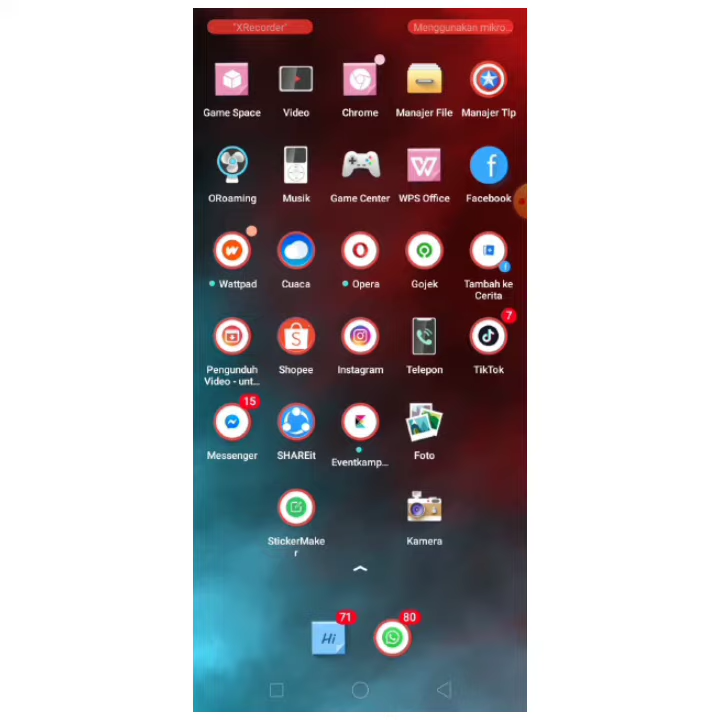 "XRecorder"
Menggunakan mikro...
Game Space
Video
Chrome
Manajer File
Manajer Tlp
ORoaming
Musik
Game Center
WPS Office
Facebook
Wattpad
Cuaca
Opera
Gojek
Tambah ke
Cerita
7
Pengunduh
Video - unt...
Shopee
Instagram
Telepon
TikTok
15
Messenger
SHAREit
Eventkamp...
Foto
StickerMake
r
Kamera
71
Hi
80